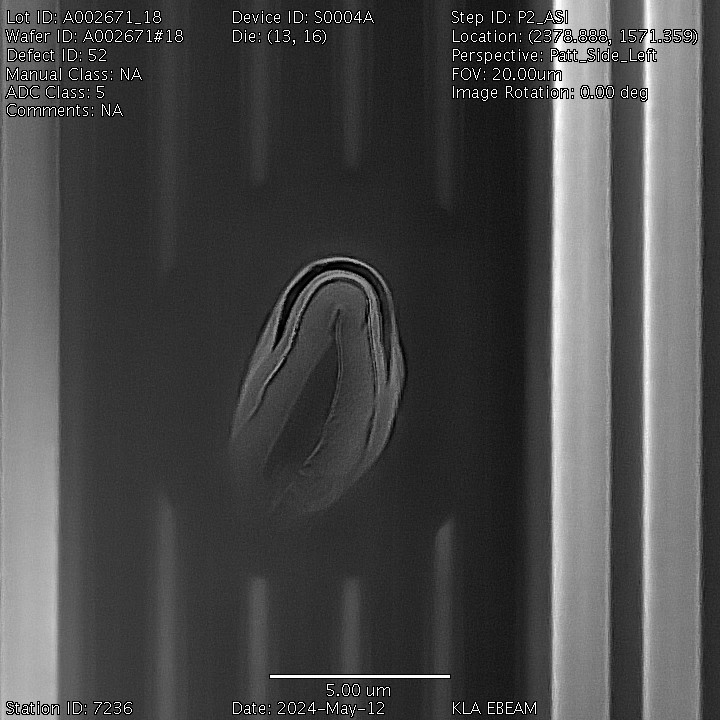 Lot ID: A002671_18
Device ID: S0004A
Step ID: P2_ASI
Wafer ID: A002671#18
Die: (13, 16)
Location: (2378.888, 1571.359)
Defect ID: 52
Perspective: Patt_Side_Left
Manual Class: NA
FOV: 20.00um
ADC Class: 5
Image Rotation: 0.00 deg
Comments: NA
5.00 um
Station ID: 7236
Date: 2024-May-12
KLA EBEAM